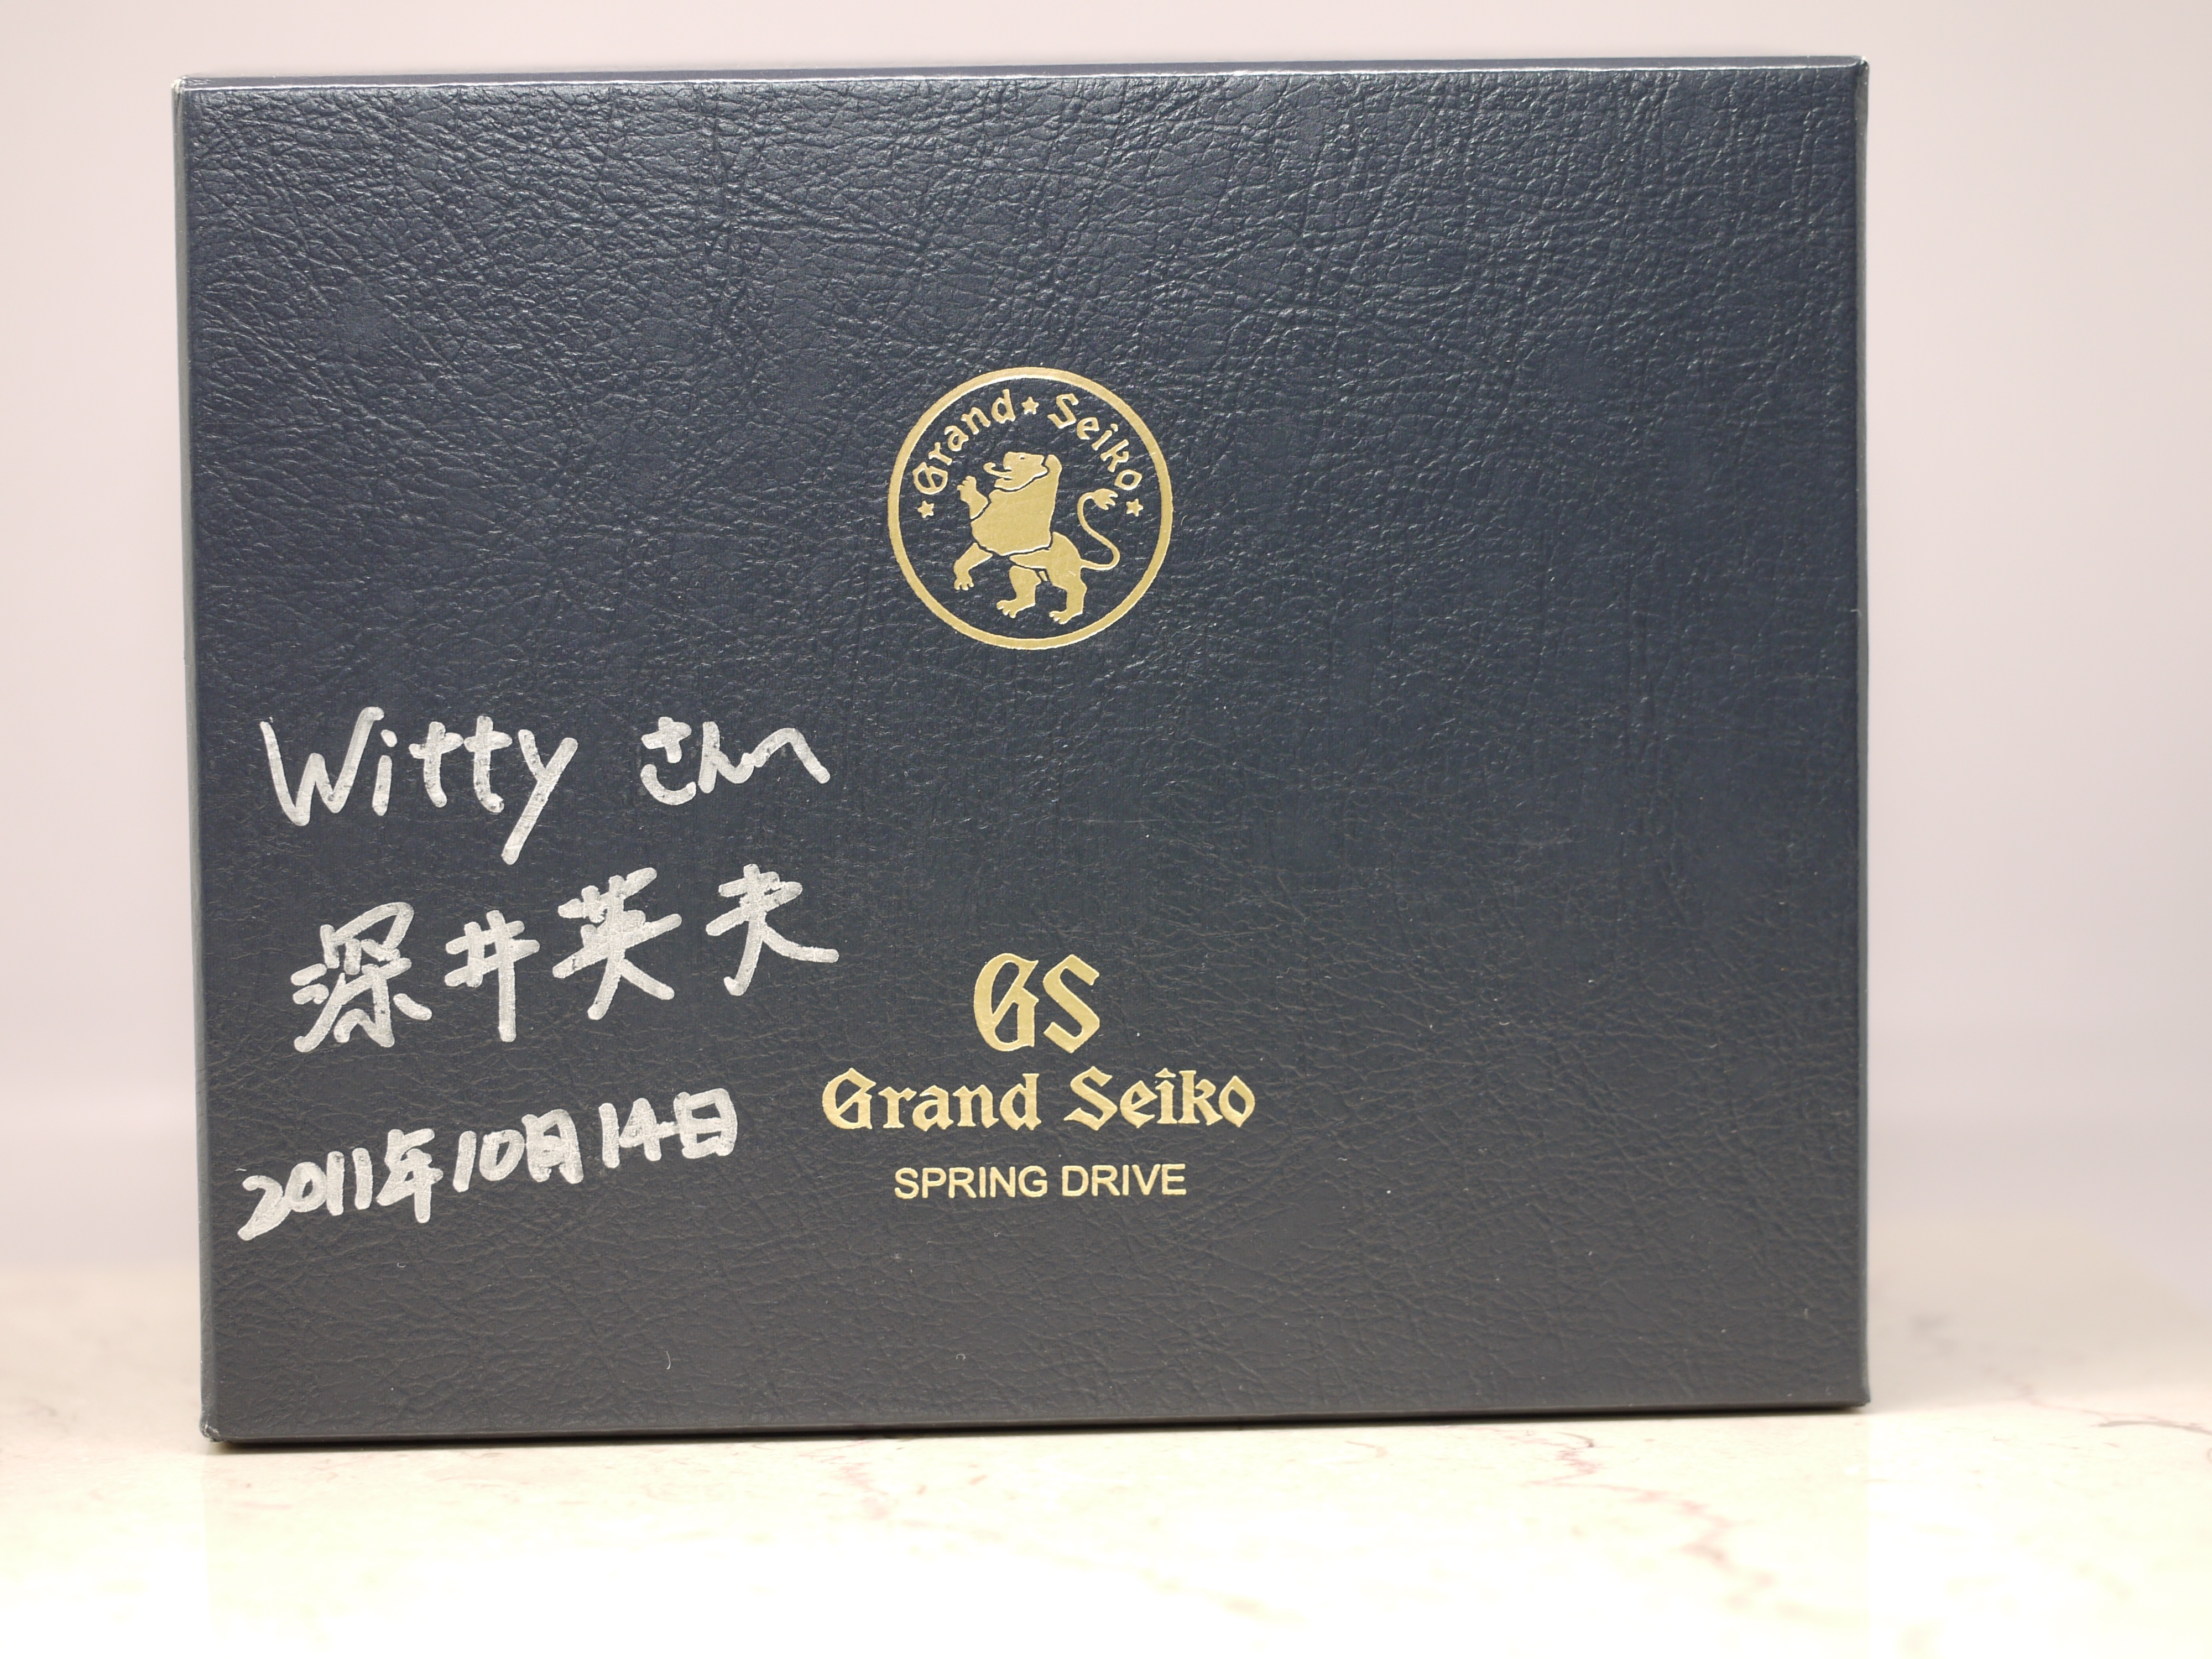 ★Grand★Seiko★
Witty さんへ
深井英夫
2011年10月14日
GS
Grand Seiko
SPRING DRIVE